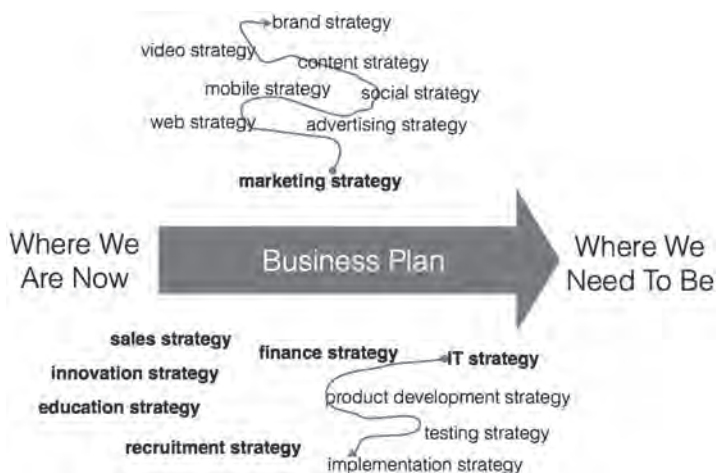 brand strategy
video strategy
content strategy
mobile strategy
social strategy
web strategy
advertising strategy
marketing strategy
Where We
Are Now
Business Plan
Where We
Need To Be
sales strategy
finance strategy
IT strategy
innovation strategy
product development strategy
education strategy
testing strategy
recruitment strategy
implementation strategy